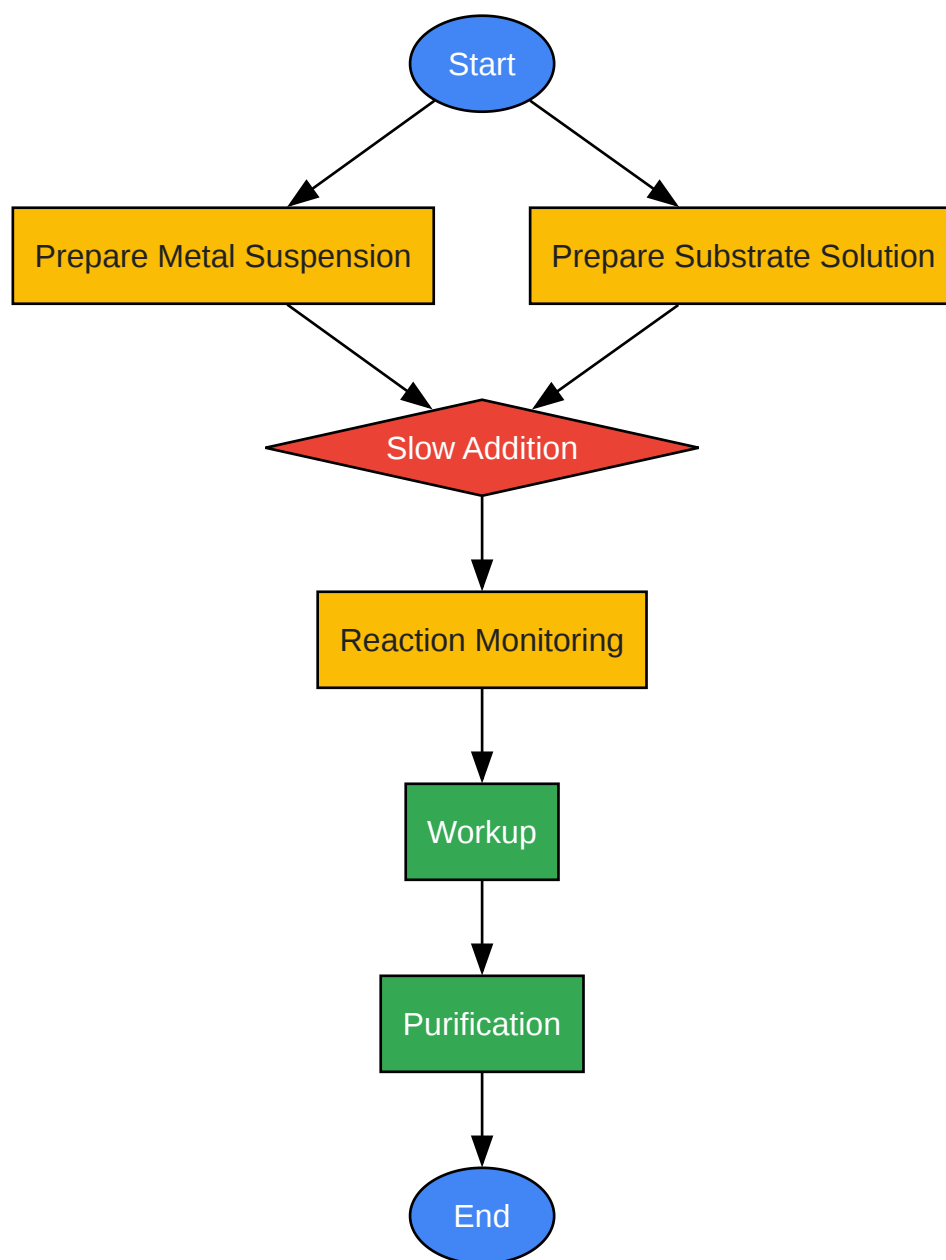 Start
Prepare Metal Suspension
Prepare Substrate Solution
Slow Addition
Reaction Monitoring
Workup
Purification
End